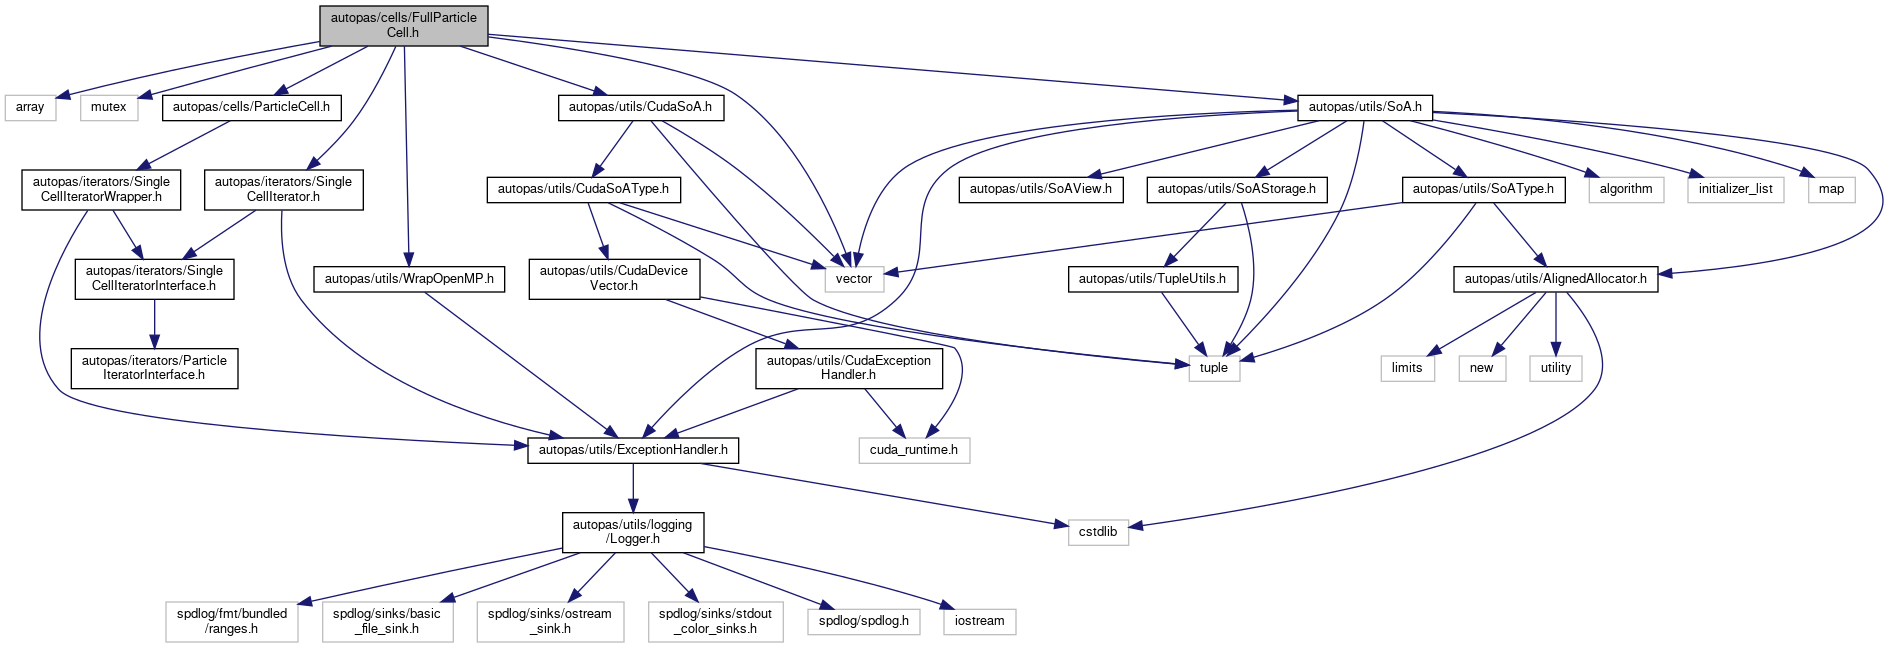 autopas/cells/FullParticle
Cell.h
array
mutex
autopas/cells/ParticleCell.h
autopas/utils/CudaSoA.h
autopas/utils/SoA.h
autopas/iterators/Single
CellIteratorWrapper.h
autopas/iterators/Single
CellIterator.h
autopas/utils/CudaSoAType.h
autopas/utils/SoAView.h
autopas/utils/SoAStorage.h
autopas/utils/SoAType.h
algorithm
initializer_list
map
autopas/iterators/Single
CellIteratorInterface.h
autopas/utils/WrapOpenMP.h
autopas/utils/CudaDevice
Vector.h
vector
autopas/utils/TupleUtils.h
autopas/utils/AlignedAllocator.h
autopas/iterators/Particle
IteratorInterface.h
autopas/utils/CudaException
Handler.h
tuple
limits
new
utility
autopas/utils/ExceptionHandler.h
cuda_runtime.h
autopas/utils/logging
/Logger.h
cstdlib
spdlog/fmt/bundled
/ranges.h
spdlog/sinks/basic
_file_sink.h
spdlog/sinks/ostream
_sink.h
spdlog/sinks/stdout
_color_sinks.h
spdlog/spdlog.h
iostream